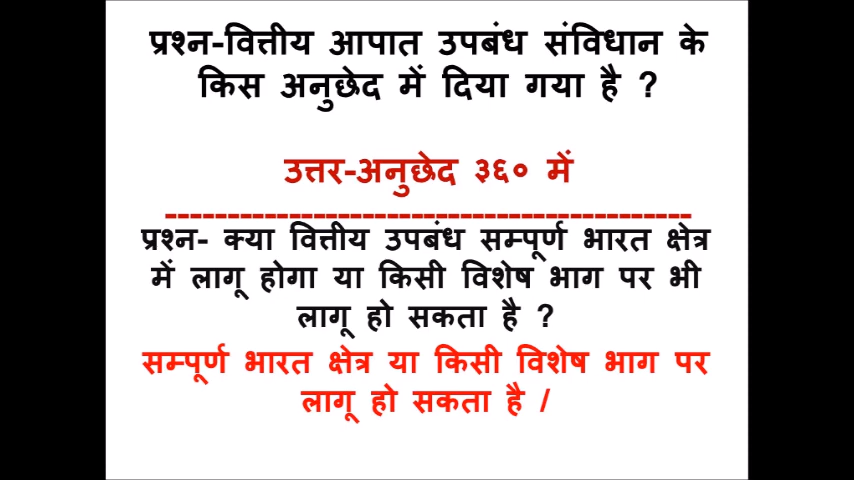 प्रश्न-वित्तीय आपात उपबंध संविधान के
किस अनुछेद में दिया गया है ?
उत्तर-अनुछेद ३६० में
-------------------------------------------
प्रश्न- क्या वित्तीय उपबंध सम्पूर्ण भारत क्षेत्र
में लागू होगा या किसी विशेष भाग पर भी
लागू हो सकता है ?
सम्पूर्ण भारत क्षेत्र या किसी विशेष भाग पर
लागू हो सकता है /